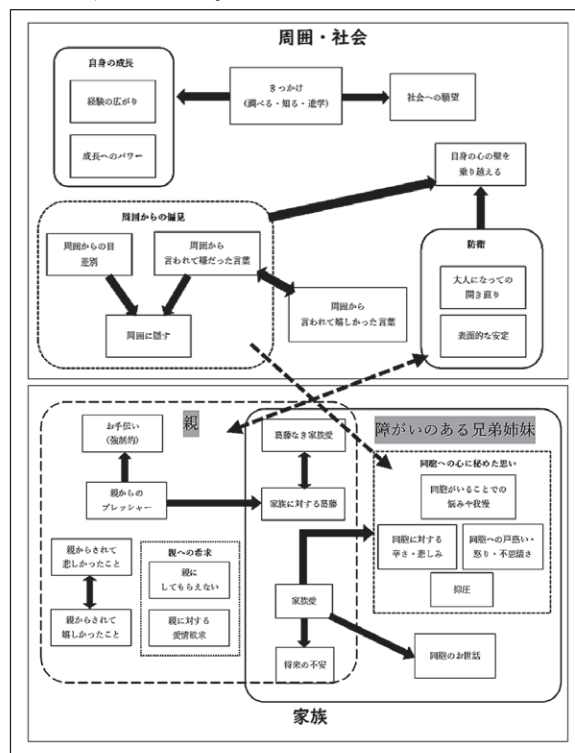 周囲・社会
自身の成長
経験の広がり
成長へのパワー
きっかけ
(調べる・知る・進学)
社会への願望
自身の心の壁を
乗り越える
周囲からの偏見
周囲からの目
差別
周囲から
言われて嫌だった言葉
周囲に隠す
周囲から
言われて嬉しかった言葉
防衛
大人になっての
開き直り
表面的な安定
親
お手伝い
(強制的)
親からの
プレッシャー
親からされて
悲しかったこと
親からされて
嬉しかったこと
親への希求
親に
してもらえない
親に対する
愛情欲求
葛藤なき家族愛
家族に対する葛藤
家族愛
将来の不安
障がいのある兄弟姉妹
同胞への心に秘めた思い
同胞がいることでの
悩みや我慢
同胞に対する
辛さ・悲しみ
同胞への戸惑い・
怒り・不思議さ
抑圧
同胞のお世話
家族